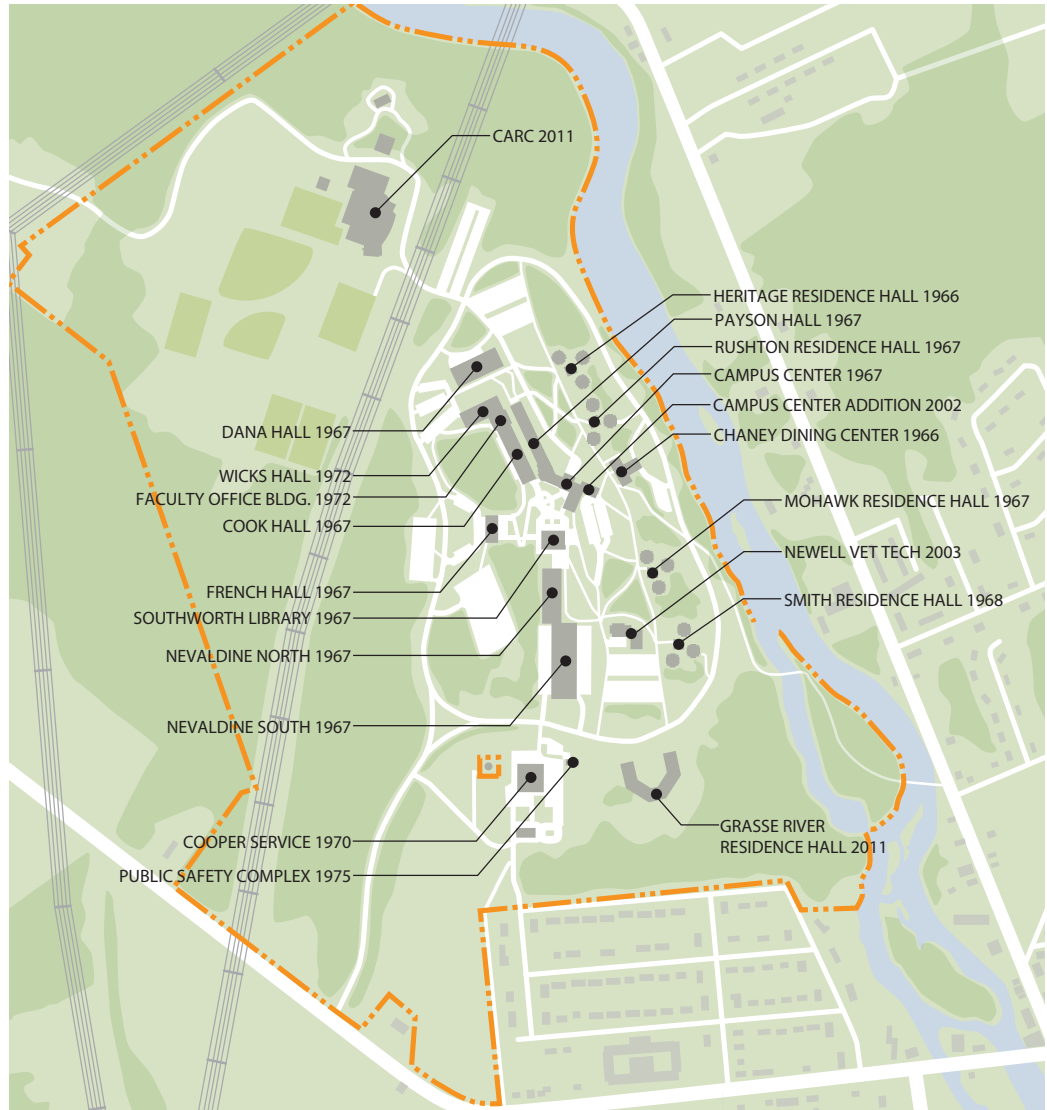 CARC 2011
HERITAGE RESIDENCE HALL 1966
PAYSON HALL 1967
RUSHTON RESIDENCE HALL 1967
CAMPUS CENTER 1967
CAMPUS CENTER ADDITION 2002
CHANEY DINING CENTER 1966
DANA HALL 1967
WICKS HALL 1972
FACULTY OFFICE BLDG. 1972
COOK HALL 1967
MOHAWK RESIDENCE HALL 1967
NEWELL VET TECH 2003
FRENCH HALL 1967
SMITH RESIDENCE HALL 1968
SOUTHWORTH LIBRARY 1967
NEVALDINE NORTH 1967
NEVALDINE SOUTH 1967
COOPER SERVICE 1970
GRASSE RIVER
RESIDENCE HALL 2011
PUBLIC SAFETY COMPLEX 1975